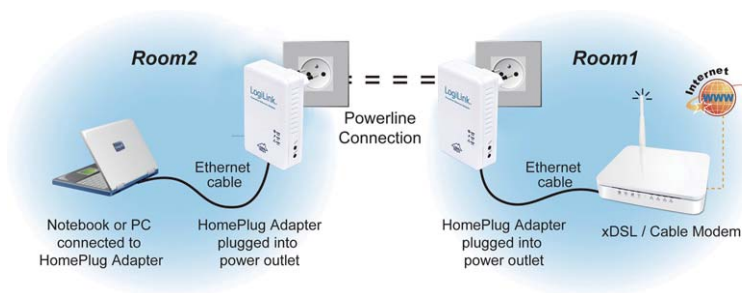 Room2
Room1
Internet
WWW
LogiLink
LogiLink
Powerline
Connection
Ethernet
cable
Ethernet
cable
Notebook or PC
connected to
HomePlug Adapter
HomePlug Adapter
plugged into
power outlet
HomePlug Adapter
plugged into
power outlet
xDSL / Cable Modem